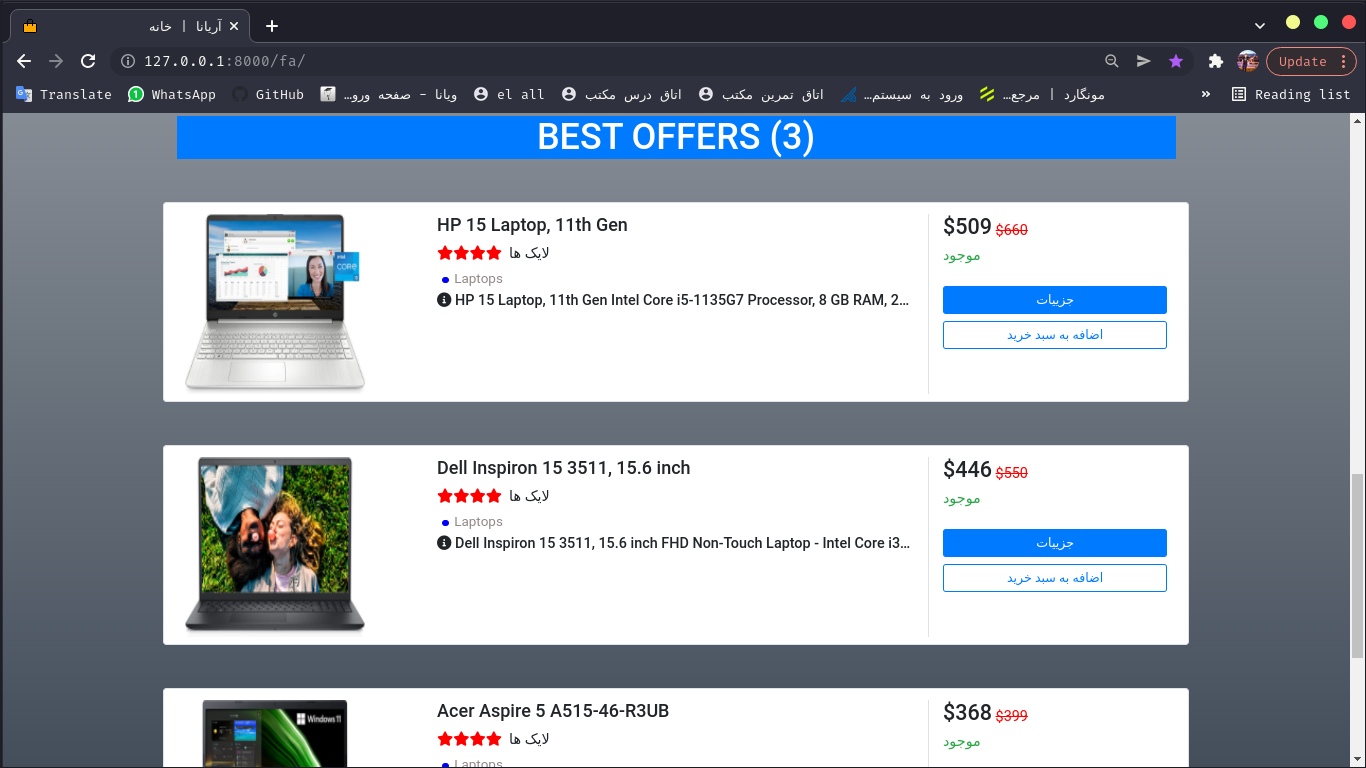 آریانا | خانه
127.0.0.1:8000/fa/
Update
Translate
WhatsApp
GitHub
ویانا – صفحه ورو...
el all
اتاق درس مکتب
اتاق تمرین مکتب
ورود به سیستم...
مونگارد | مرجع...
»
Reading list
BEST OFFERS (3)
HP 15 Laptop, 11th Gen
لایک ها
Laptops
HP 15 Laptop, 11th Gen Intel Core i5-1135G7 Processor, 8 GB RAM, 2...
$509 $660
موجود
جزییات
اضافه به سبد خرید
intel
CORE
Dell Inspiron 15 3511, 15.6 inch
لایک ها
Laptops
Dell Inspiron 15 3511, 15.6 inch FHD Non-Touch Laptop - Intel Core i3...
$446 $550
موجود
جزییات
اضافه به سبد خرید
Windows 11
Acer Aspire 5 A515-46-R3UB
لایک ها
Laptops
$368 $399
موجود